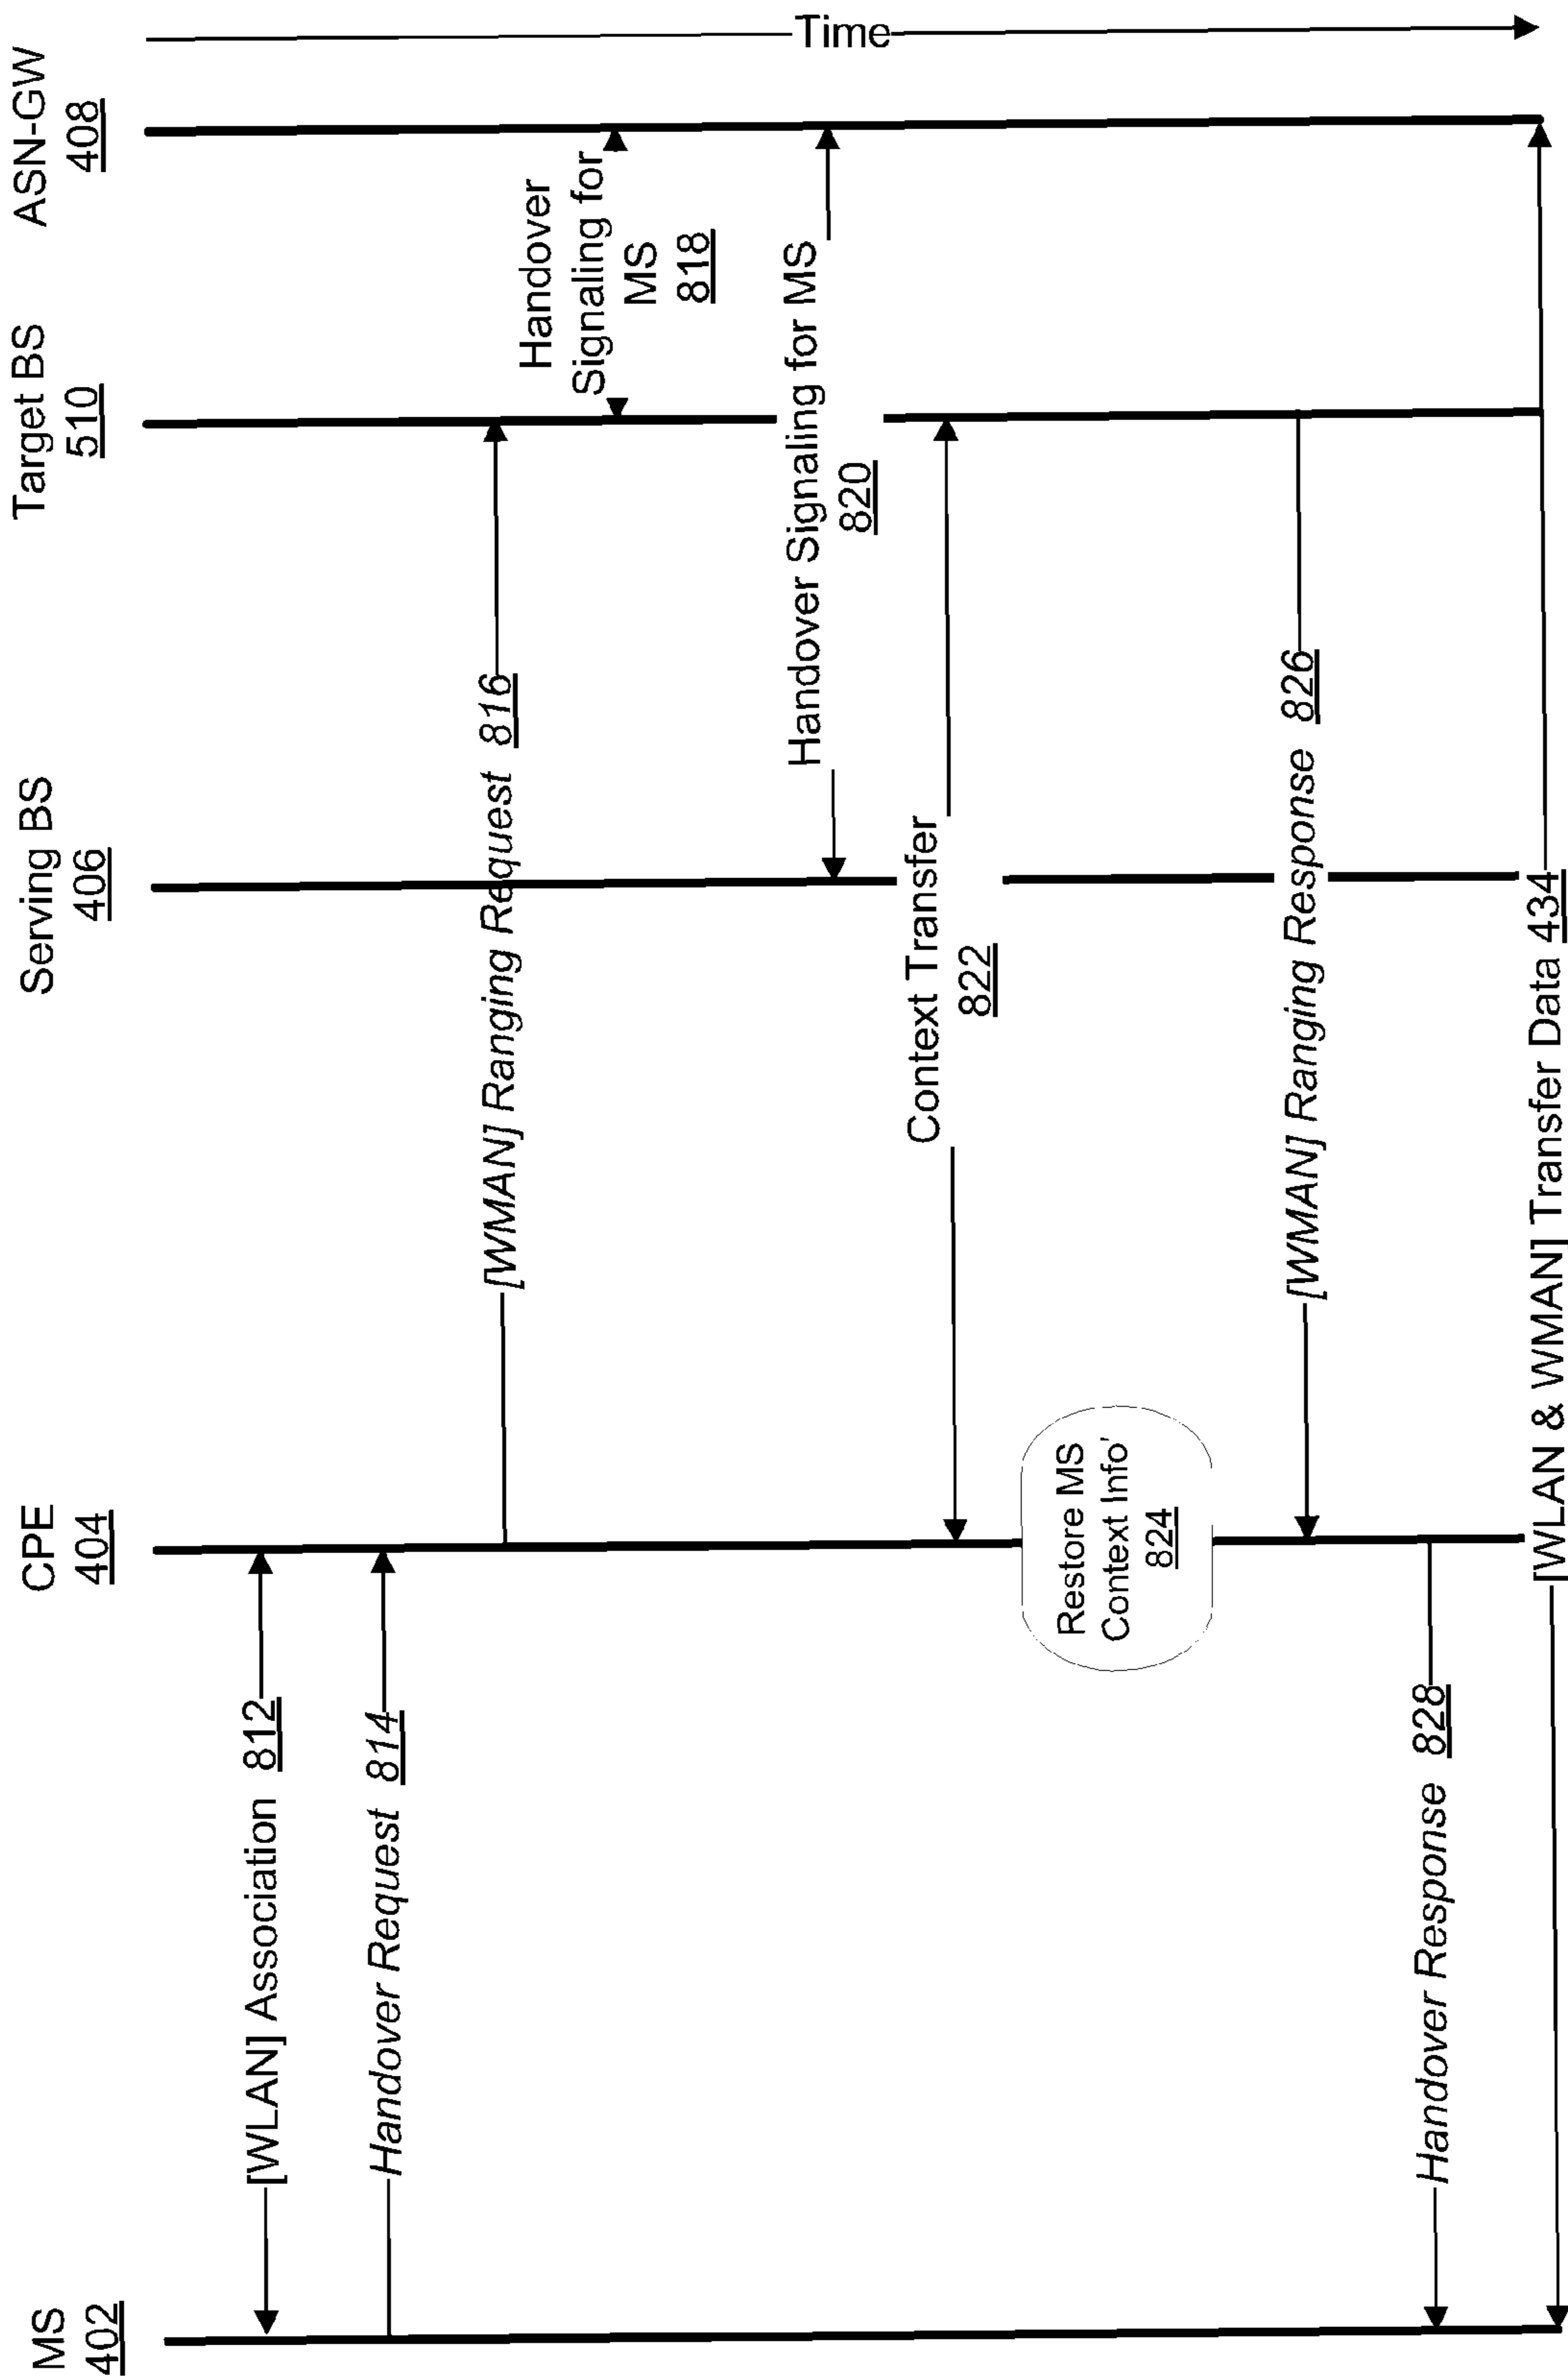 MS
402
CPE
404
Serving BS
406
Target BS
510
ASN-GW
408
Time
[WLAN] Association 812
Handover Request 814
[WMAN] Ranging Request 816
Handover
Signaling for
MS
818
Handover Signaling for MS
820
Context Transfer
822
Restore MS
Context Info'
824
[WMAN] Ranging Response 826
Handover Response 828
[WLAN & WMAN] Transfer Data 434